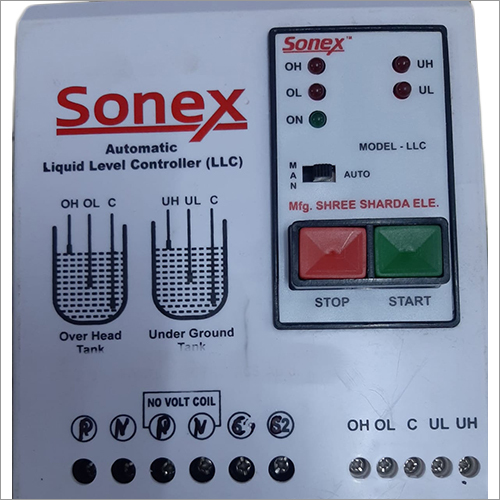 Sonex
Automatic
Liquid Level Controller (LLC)
OH OL C
UH UL C
Over Head
Tank
Under Ground
Tank
Sonex™
OH UH
OL UL
ON
MODEL - LLC
MAN AUTO
Mfg. SHREE SHARDA ELE.
STOP START
NO VOLT COIL
P N P N S2
OH OL C UL UH